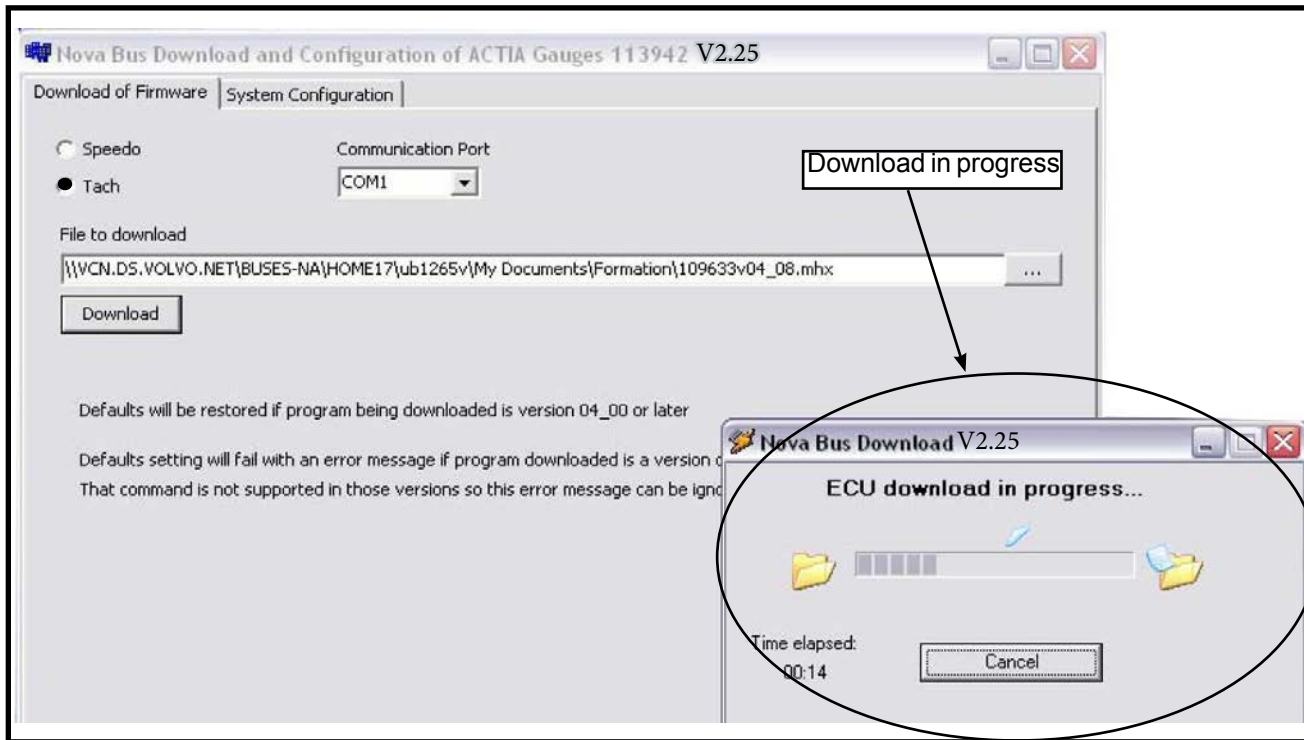 Nova Bus Download and Configuration of ACTIA Gauges 113942 V2.25
Download of Firmware System Configuration
Speedo
Communication Port
Tach
COM1
Download in progress
File to download
\\VCN.DS.VOLVO.NET\BUSES-NA\HOME17\ub1265v\My Documents\Formation\109633v04_08.mhx
...
Download
Defaults will be restored if program being downloaded is version 04_00 or later
Defaults setting will fail with an error message if program downloaded is a version
That command is not supported in those versions so this error message can be
Nova Bus Download V2.25
ECU download in progress...
Time elapsed:
00:14
Cancel